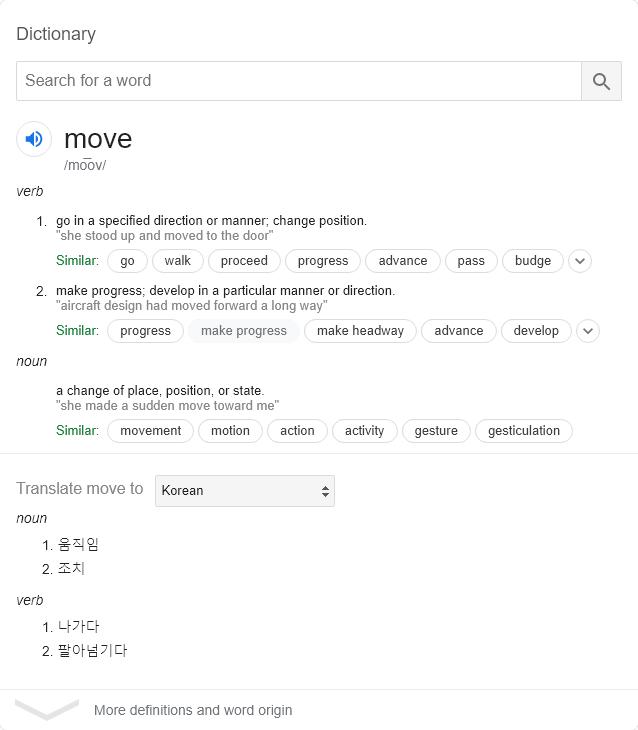 Dictionary
Search for a word
move
/mo͞ov/
verb
1. go in a specified direction or manner; change position.
"she stood up and moved to the door"
Similar: go walk proceed progress advance pass budge
2. make progress; develop in a particular manner or direction.
"aircraft design had moved forward a long way"
Similar: progress make progress make headway advance develop
noun
a change of place, position, or state.
"she made a sudden move toward me"
Similar: movement motion action activity gesture gesticulation
Translate move to Korean
noun
1. 움직임
2. 조치
verb
1. 나가다
2. 팔아넘기다
More definitions and word origin